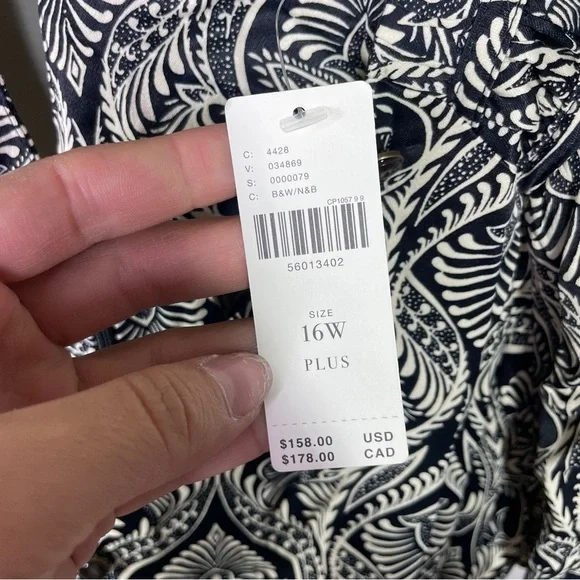 C: 4428
V: 034869
S: 0000079
C: B&W/N&B
CP1057 9 9
56013402
SIZE
16W
PLUS
$158.00 USD
$178.00 CAD